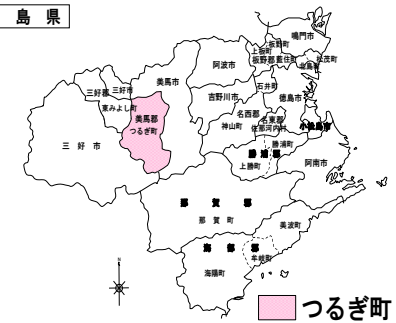 島 県
鳴門市
板野町
上板町
松茂町
板野郡
藍住町
北島町
三好郡
三好市
阿波市
美馬市
石井町
東みよし町
吉野川市
徳島市
美馬郡
つるぎ町
名西郡
神山町
名東郡
佐那河内村
小松島市
三好市
勝浦町
勝浦郡
上勝町
阿南市
那賀郡
那賀町
美波町
海部郡
牟岐町
海陽町
N
つるぎ町